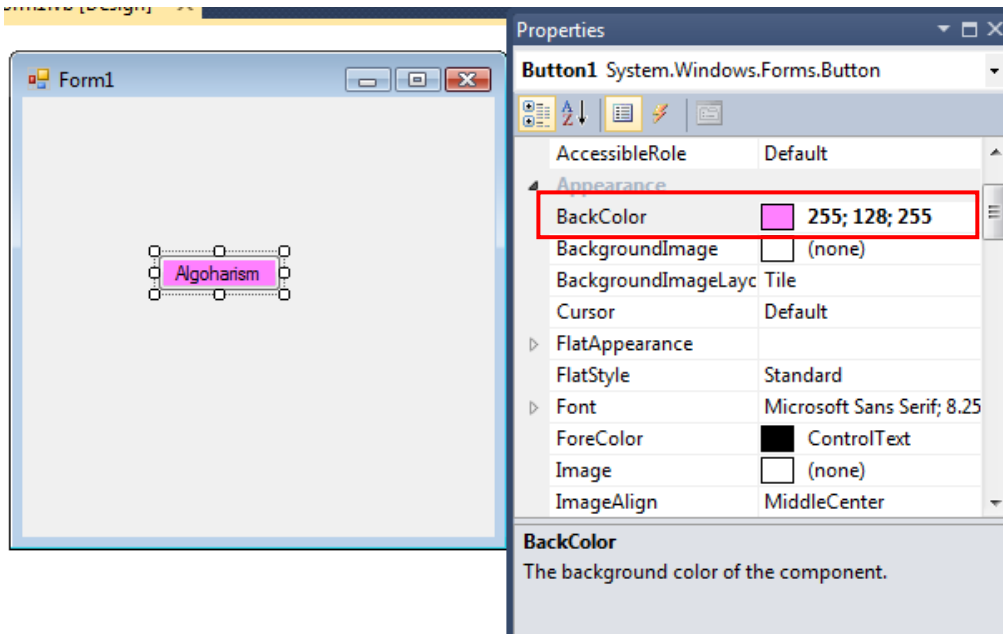 [Design]
Form1
Algoharism
Properties
Button1 System.Windows.Forms.Button
AccessibleRole Default
Appearance
BackColor 255; 128; 255
BackgroundImage (none)
BackgroundImageLayc Tile
Cursor Default
FlatAppearance
FlatStyle Standard
Font Microsoft Sans Serif; 8.25
ForeColor ControlText
Image (none)
ImageAlign MiddleCenter
BackColor
The background color of the component.